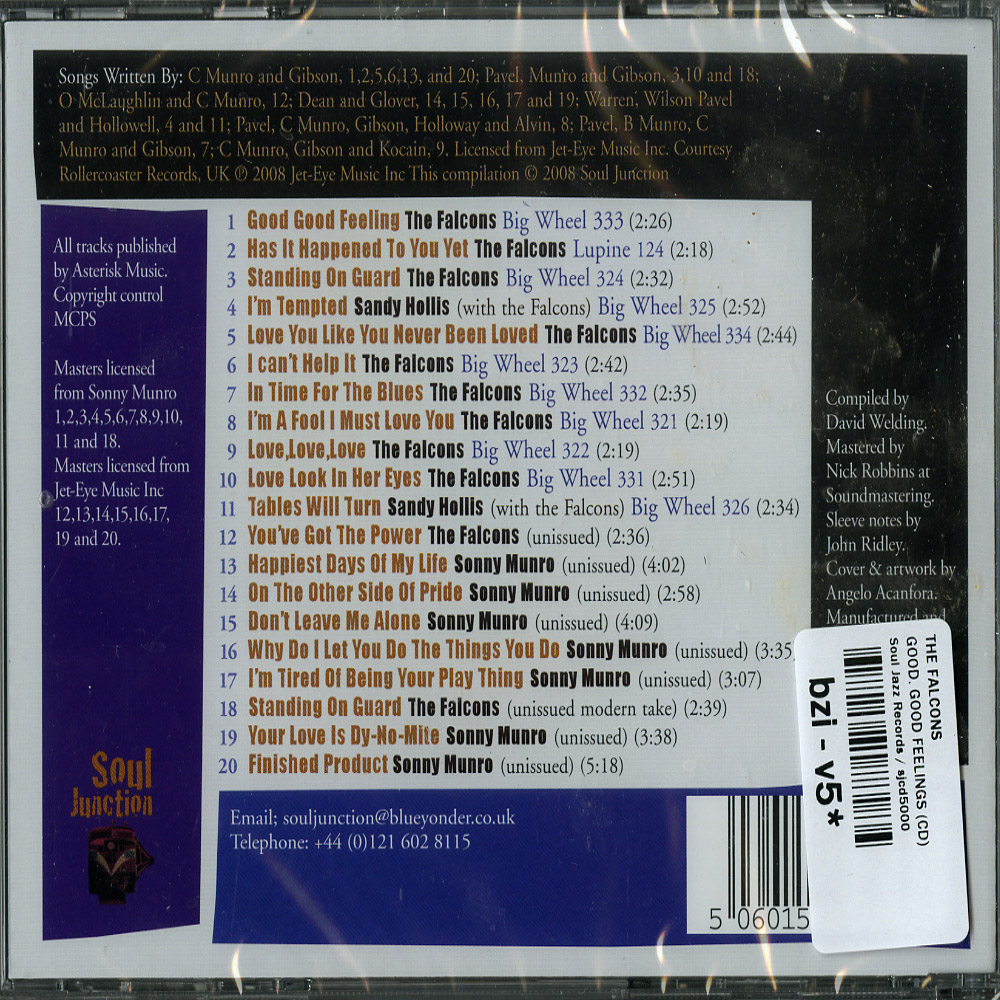 Songs Written By: C Munro and Gibson, 1,2,5,6,13, and 20; Pavel, Munro and Gibson, 3,10 and 18;
O McLaughlin and C Munro, 12; Dean and Glover, 14, 15, 16, 17 and 19; Warren, Wilson Pavel
and Hollowell, 4 and 11; Pavel, C Munro, Gibson, Holloway and Alvin, 8; Pavel, B Munro, C
Munro and Gibson, 7; C Munro, Gibson and Kocain, 9. Licensed from Jet-Eye Music Inc. Courtesy
Rollercoaster Records, UK ℗ 2008 Jet-Eye Music Inc This compilation © 2008 Soul Junction
All tracks published
by Asterisk Music.
Copyright control
MCPS
Masters licensed
from Sonny Munro
1,2,3,4,5,6,7,8,9,10,
11 and 18.
Masters licensed from
Jet-Eye Music Inc
12,13,14,15,16,17,
19 and 20.
Soul
Junction
1 Good Good Feeling The Falcons Big Wheel 333 (2:26)
2 Has It Happened To You Yet The Falcons Lupine 124 (2:18)
3 Standing On Guard The Falcons Big Wheel 324 (2:32)
4 I'm Tempted Sandy Hollis (with the Falcons) Big Wheel 325 (2:52)
5 Love You Like You Never Been Loved The Falcons Big Wheel 334 (2:44)
6 I can't Help It The Falcons Big Wheel 323 (2:42)
7 In Time For The Blues The Falcons Big Wheel 332 (2:35)
8 I'm A Fool I Must Love You The Falcons Big Wheel 321 (2:19)
9 Love,Love,Love The Falcons Big Wheel 322 (2:19)
10 Love Look In Her Eyes The Falcons Big Wheel 331 (2:51)
11 Tables Will Turn Sandy Hollis (with the Falcons) Big Wheel 326 (2:34)
12 You've Got The Power The Falcons (unissued) (2:36)
13 Happiest Days Of My Life Sonny Munro (unissued) (4:02)
14 On The Other Side Of Pride Sonny Munro (unissued) (2:58)
15 Don't Leave Me Alone Sonny Munro (unissued) (4:09)
16 Why Do I Let You Do The Things You Do Sonny Munro (unissued) (3:35
17 I'm Tired Of Being Your Play Thing Sonny Munro (unissued) (3:07)
18 Standing On Guard The Falcons (unissued modern take) (2:39)
19 Your Love Is Dy-No-Mite Sonny Munro (unissued) (3:38)
20 Finished Product Sonny Munro (unissued) (5:18)
Compiled by
David Welding.
Mastered by
Nick Robbins at
Soundmastering.
Sleeve notes by
John Ridley.
Cover & artwork by
Angelo Acanfora.
Manufactured and
Email; souljunction@blueyonder.co.uk
Telephone: +44 (0)121 602 8115
5 06015
THE FALCONS
GOOD, GOOD FEELINGS (CD)
Soul Jazz Records / sjcd5000
bzi - v5*